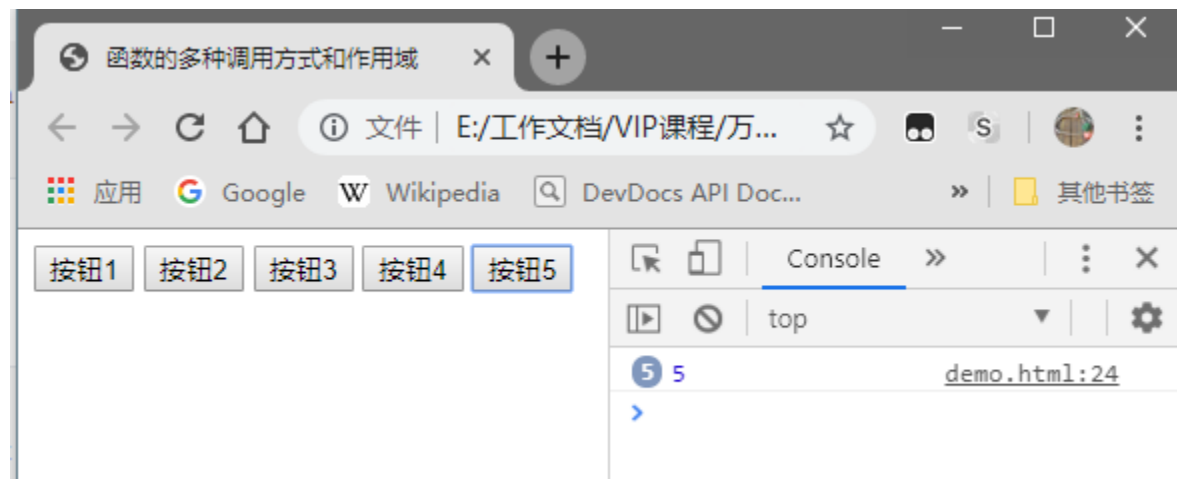 函数的多种调用方式和作用域
文件 E:/工作文档/VIP课程/万... S
应用 Google W Wikipedia DevDocs API Doc... » 其他书签
按钮1 按钮2 按钮3 按钮4 按钮5
Console »
top
5 5 demo.html:24